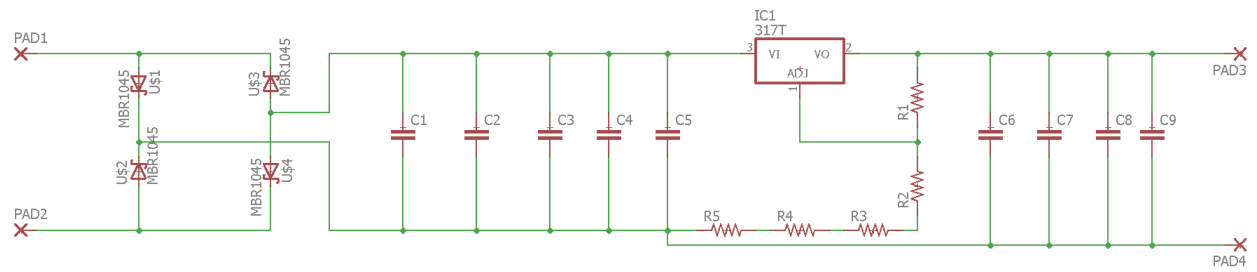 PAD1
PAD2
U$1
MBR1045
U$2
MBR1045
U$3
MBR1045
U$4
MBR1045
C1
C2
C3
C4
C5
IC1
317T
3
VI
VO
2
ADJ
1
R1
R2
R5
R4
R3
C6
C7
C8
C9
PAD3
PAD4